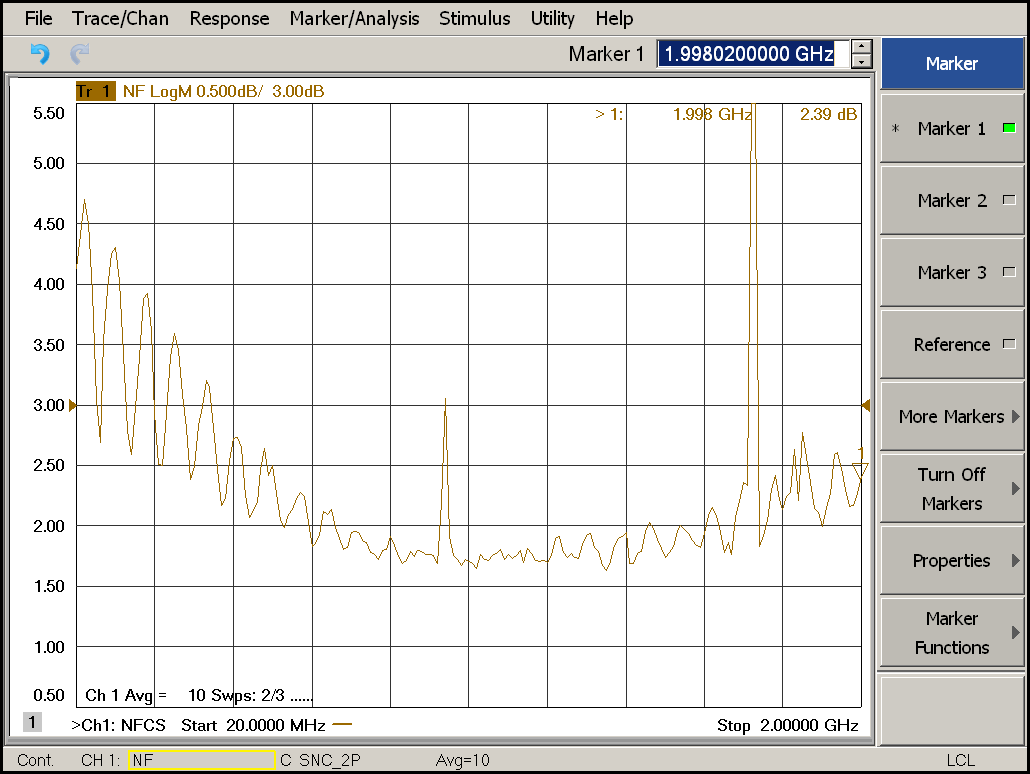 File Trace/Chan Response Marker/Analysis Stimulus Utility Help
Marker 1 1.9980200000 GHz
Marker
Tr 1 NF LogM 0.500dB/ 3.00dB
> 1: 1.998 GHz 2.39 dB
5.50
5.00
4.50
4.00
3.50
3.00
2.50
2.00
1.50
1.00
0.50
1
Ch 1 Avg = 10 Swps: 2/3 ......
1 >Ch1: NFCS Start 20.0000 MHz Stop 2.00000 GHz
* Marker 1
Marker 2
Marker 3
Reference
More Markers
Turn Off
Markers
Properties
Marker
Functions
Cont. CH 1: NF C SNC_2P Avg=10 LCL